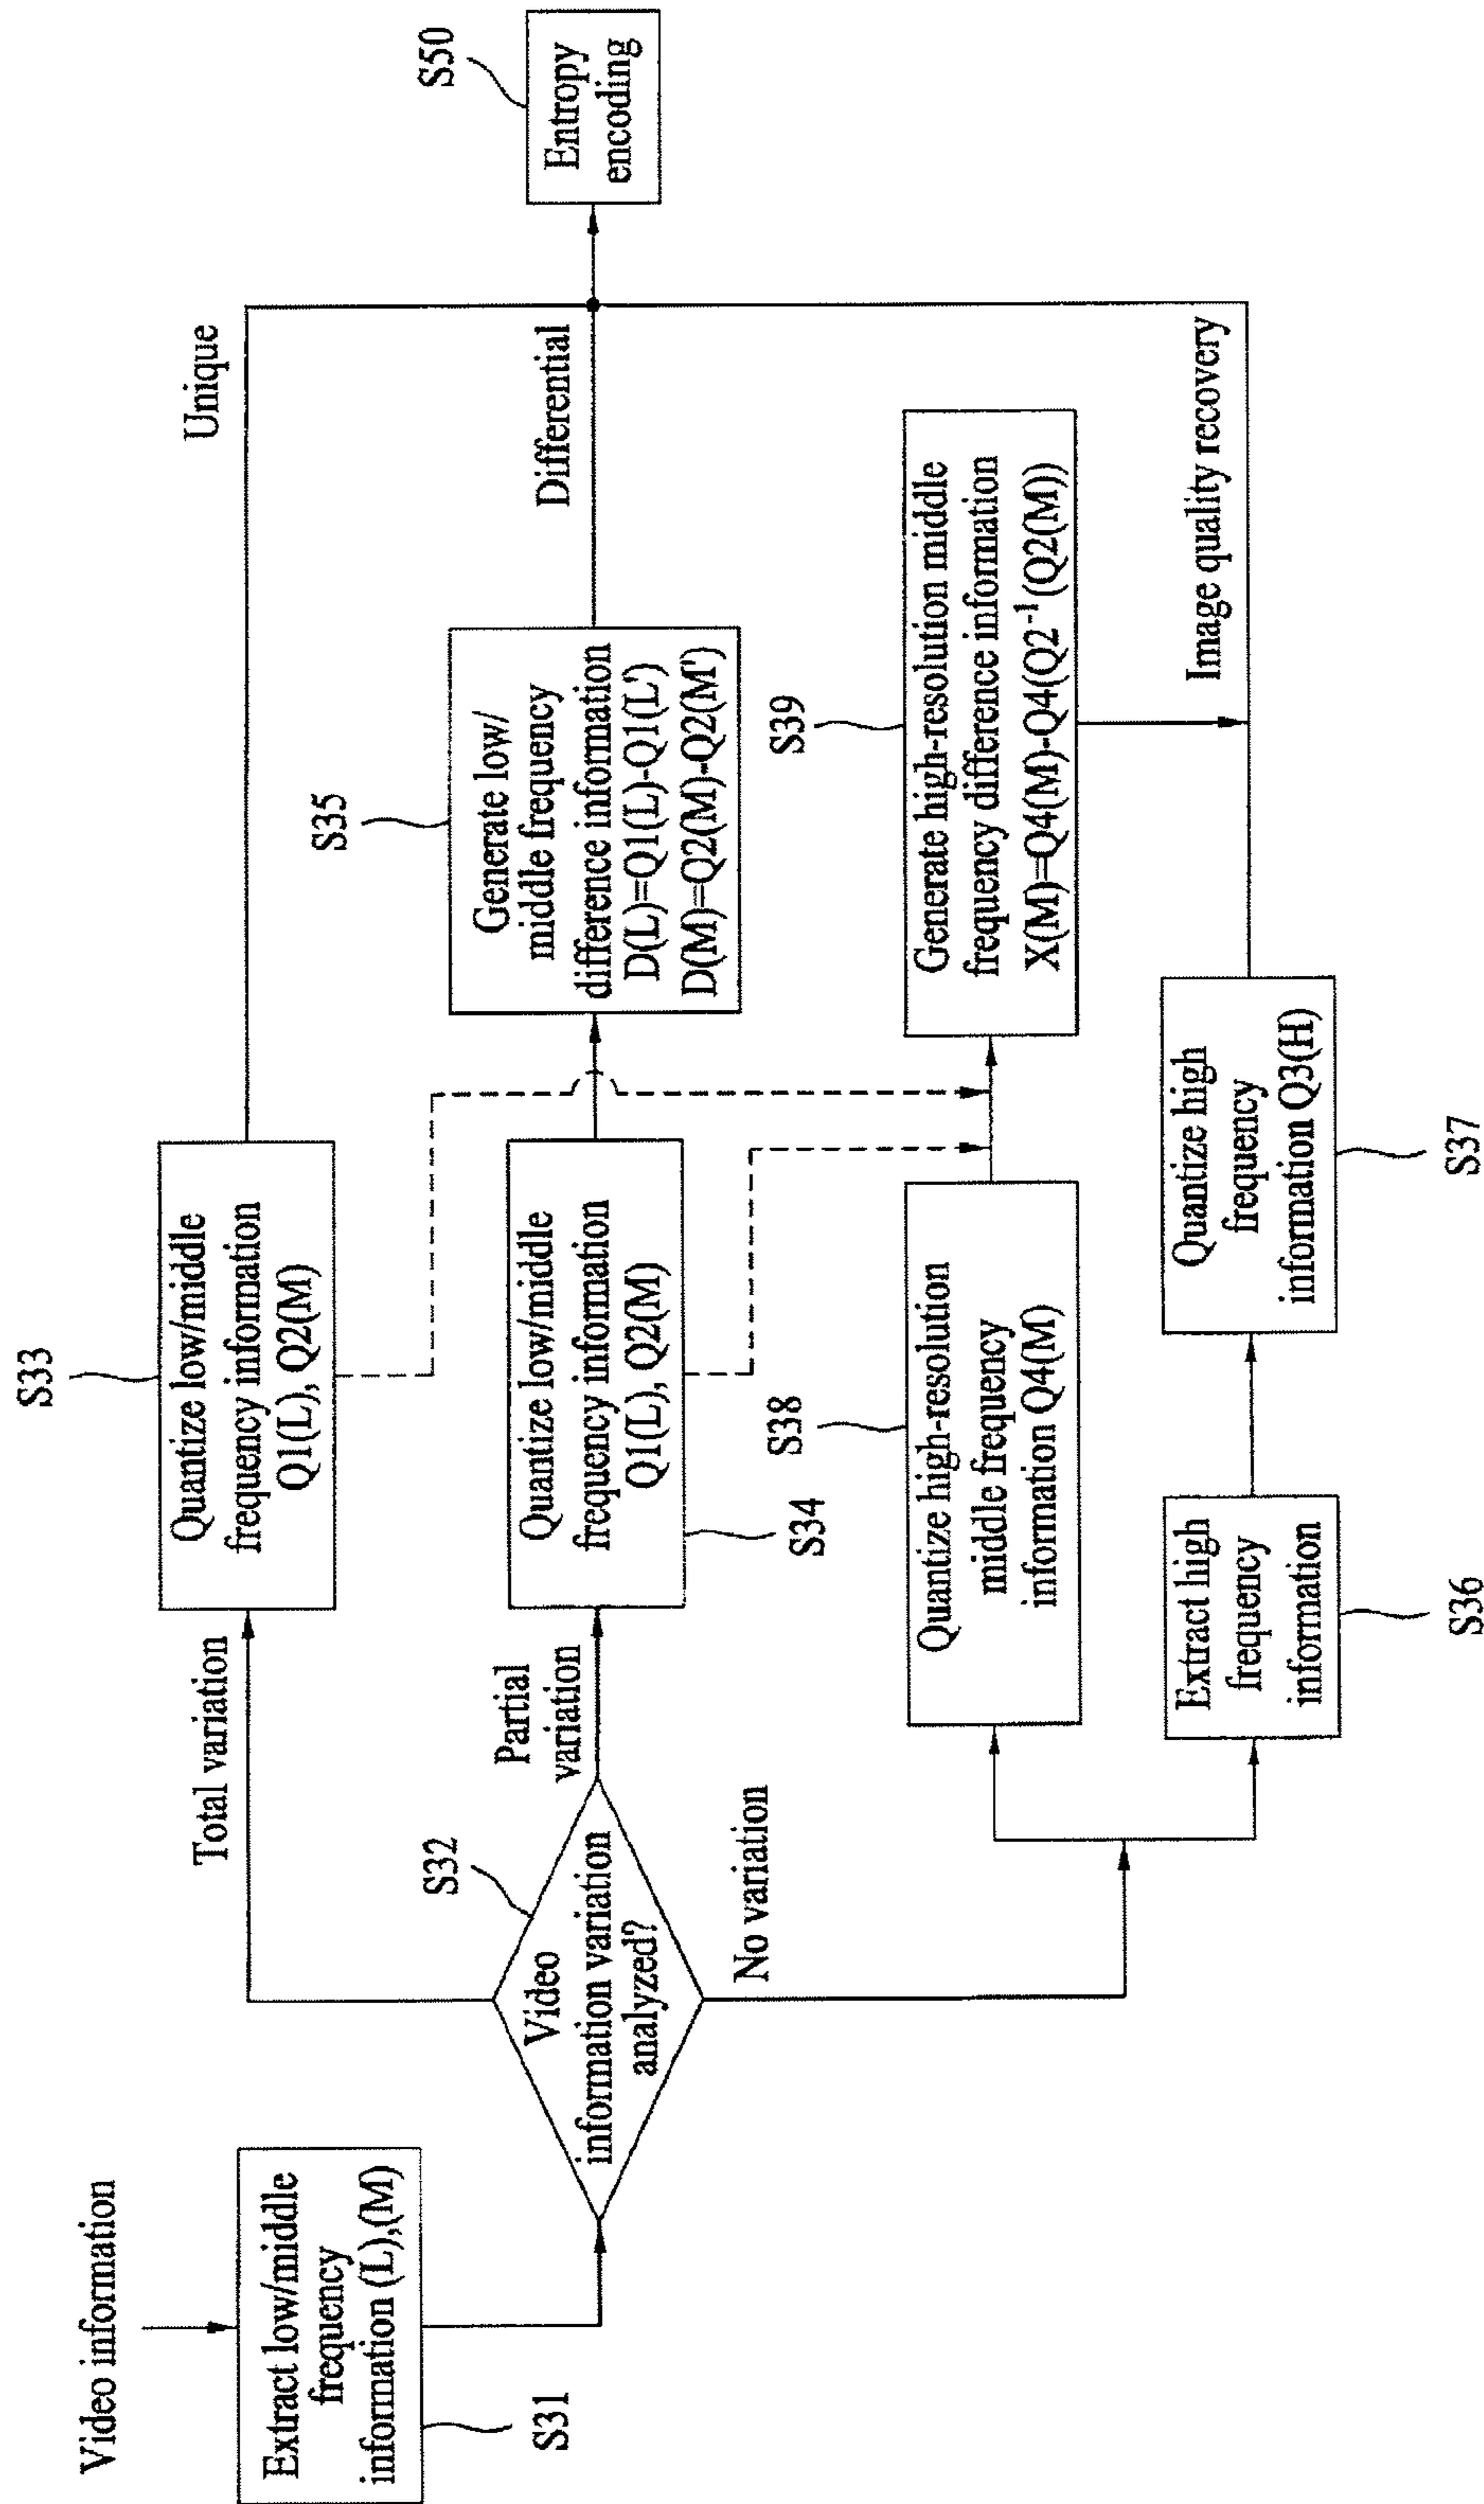 Video information
Extract low/middle
frequency
information (L),(M)
S31
Video
information variation
analyzed?
S32
Total variation
Partial
variation
No variation
S33
Quantize low/middle
frequency information
Q1(L), Q2(M)
Quantize low/middle
frequency information
Q1(L), Q2(M)
S34
S38
Quantize high-resolution
middle frequency
information Q4(M)
Extract high
frequency
information
S36
Quantize high
frequency
information Q3(H)
S37
S35
Generate low/
middle frequency
difference information
D(L)=Q1(L)-Q1(L')
D(M)=Q2(M)-Q2(M')
S39
Generate high-resolution middle
frequency difference information
X(M)=Q4(M)-Q4(Q2⁻¹(Q2(M))
Unique
Differential
Image quality recovery
S50
Entropy
encoding